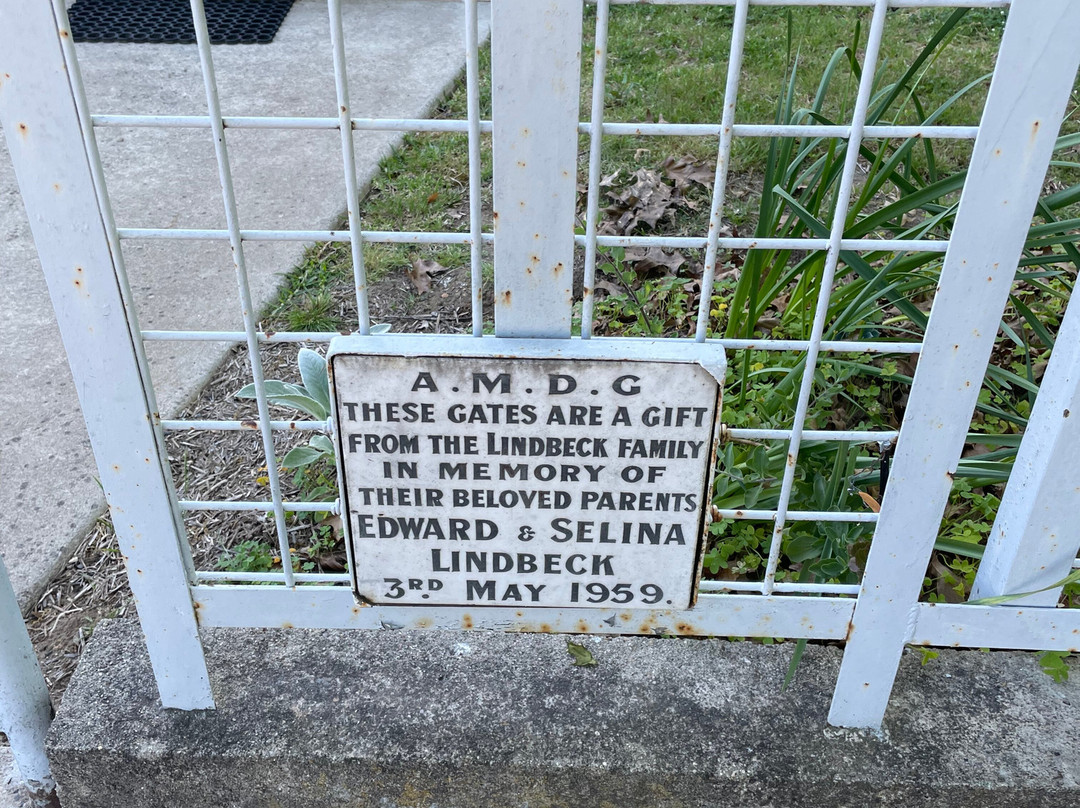 A.M.D.G
THESE GATES ARE A GIFT
FROM THE LINDBECK FAMILY
IN MEMORY OF
THEIR BELOVED PARENTS
EDWARD & SELINA
LINDBECK
3RD. MAY 1959.